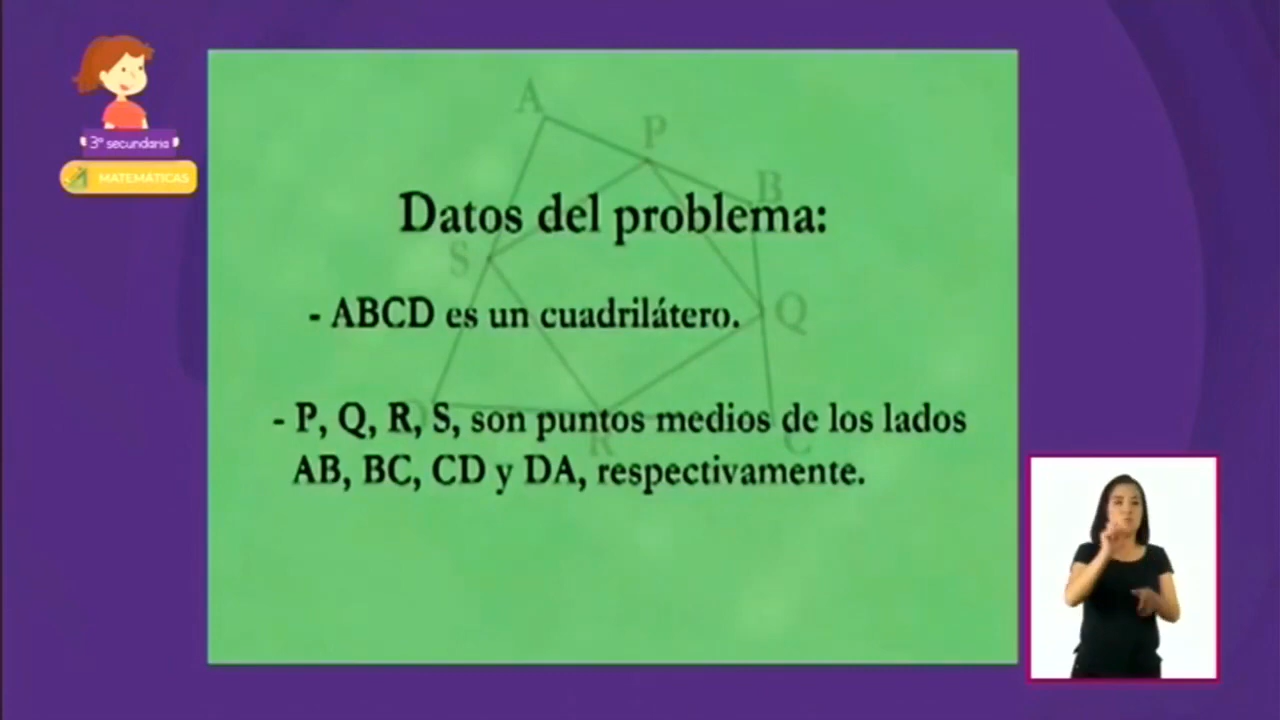 3° secundaria
MATEMÁTICAS
A
P
B
Datos del problema:
S
- ABCD es un cuadrilátero.
Q
- P, Q, R, S, son puntos medios de los lados
D
R
C
AB, BC, CD y DA, respectivamente.